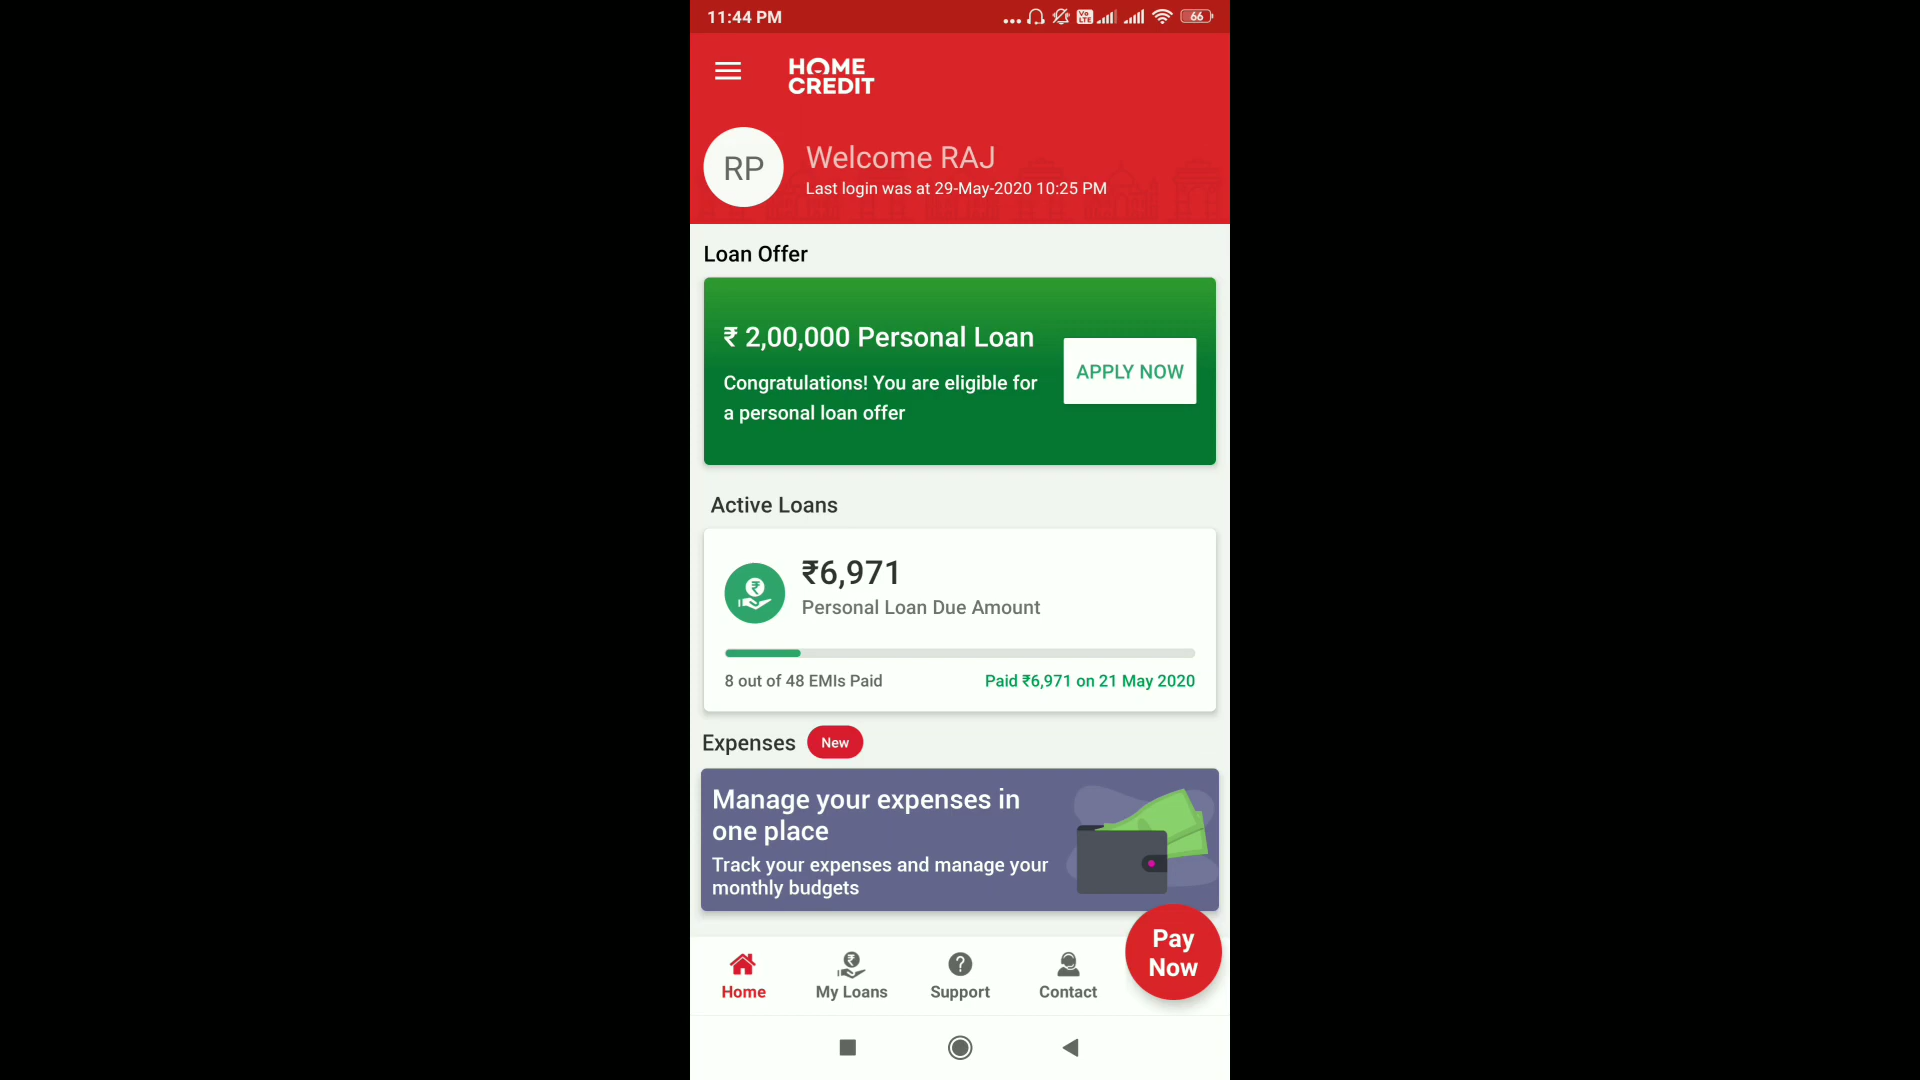 11:44 PM
Vo
LTE
66
HOME
CREDIT
RP
Welcome RAJ
Last login was at 29-May-2020 10:25 PM
Loan Offer
₹ 2,00,000 Personal Loan
Congratulations! You are eligible for
a personal loan offer
APPLY NOW
Active Loans
₹6,971
Personal Loan Due Amount
8 out of 48 EMIs Paid
Paid ₹6,971 on 21 May 2020
Expenses
New
Manage your expenses in
one place
Track your expenses and manage your
monthly budgets
Pay
Now
Home
My Loans
Support
Contact